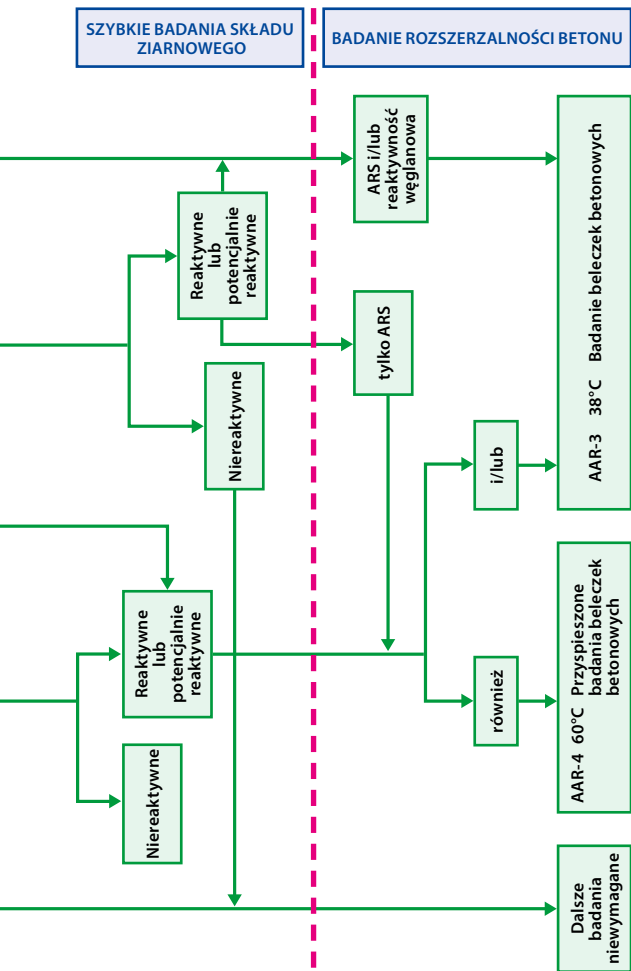 SZYBKIE BADANIA SKŁADU
ZIARNOWEGO
BADANIE ROZSZERZALNOŚCI BETONU
ARS i/lub
reaktywność
węglanowa
Reaktywne
lub
potencjalnie
reaktywne
tylko ARS
Niereaktywne
i/lub
AAR-3 38°C Badanie beleczek betonowych
Reaktywne
lub
potencjalnie
reaktywne
również
AAR-4 60°C Przyspieszone
badania beleczek
betonowych
Niereaktywne
Dalsze
badania
niewymagane